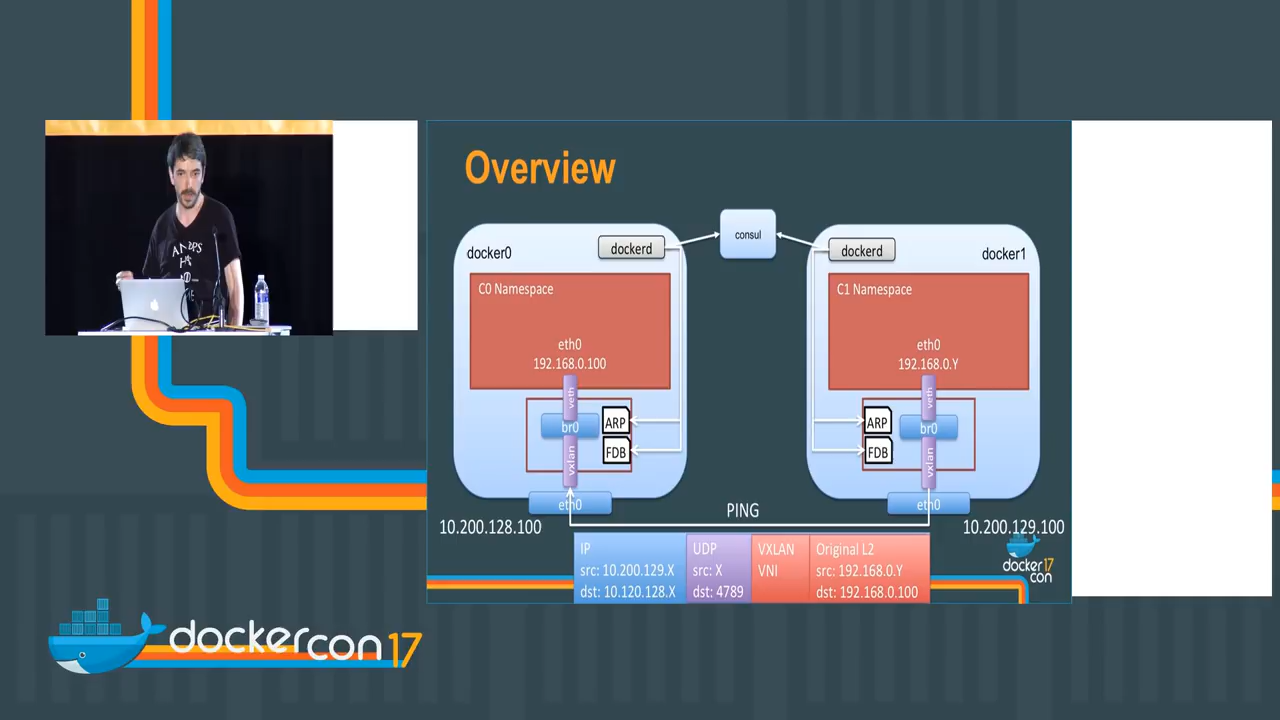 Overview
docker0
dockerd
consul
dockerd
docker1
C0 Namespace
eth0
192.168.0.100
C1 Namespace
eth0
192.168.0.Y
veth
br0
ARP
FDB
vxlan
eth0
veth
ARP
br0
FDB
vxlan
eth0
PING
10.200.128.100
10.200.129.100
IP
src: 10.200.129.X
dst: 10.120.128.X
UDP
src: X
dst: 4789
VXLAN
VNI
Original L2
src: 192.168.0.Y
dst: 192.168.0.100
docker 17
con
dockercon 17